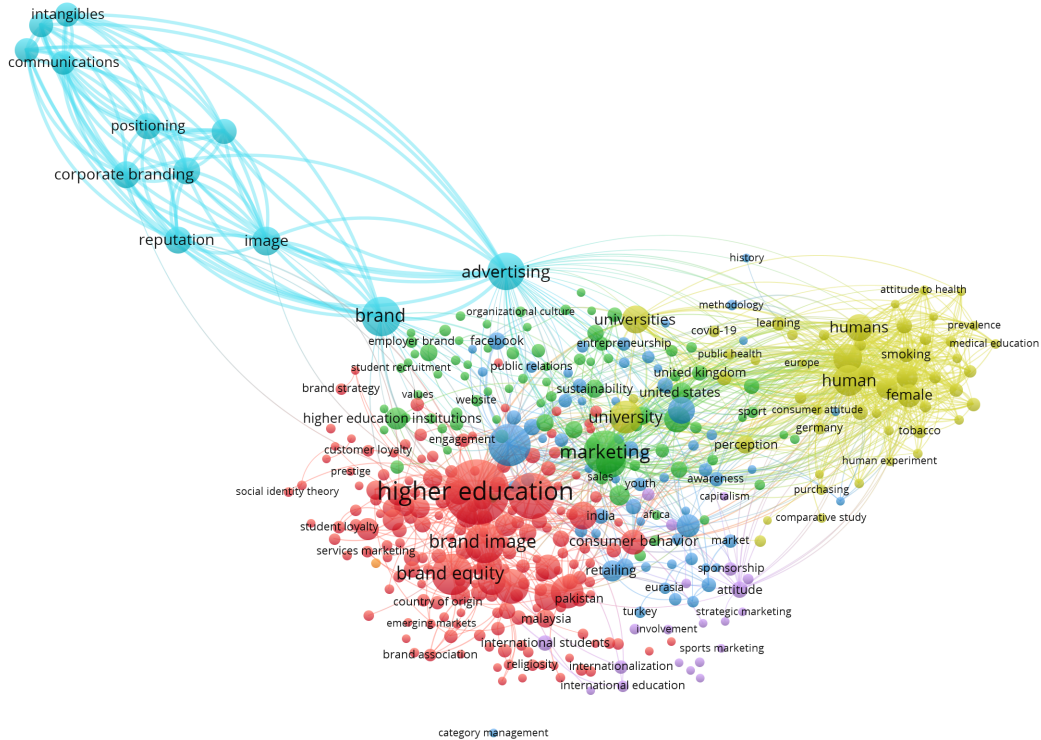 intangibles
communications
positioning
corporate branding
reputation
image
advertising
brand
history
attitude to health
methodology
organizational culture
universities
covid-19
learning
humans
prevalence
employer brand
facebook
entrepreneurship
medical education
public health
smoking
student recruitment
public relations
europe
united kingdom
human
brand strategy
values
website
sustainability
united states
female
higher education institutions
university
sport
consumer attitude
engagement
germany
tobacco
customer loyalty
marketing
perception
human experiment
prestige
sales
youth
awareness
social identity theory
higher education
capitalism
purchasing
india
africa
comparative study
student loyalty
brand image
consumer behavior
market
services marketing
brand equity
retailing
sponsorship
eurasia
attitude
country of origin
pakistan
emerging markets
malaysia
turkey
strategic marketing
involvement
international students
sports marketing
brand association
religiosity
internationalization
international education
category management